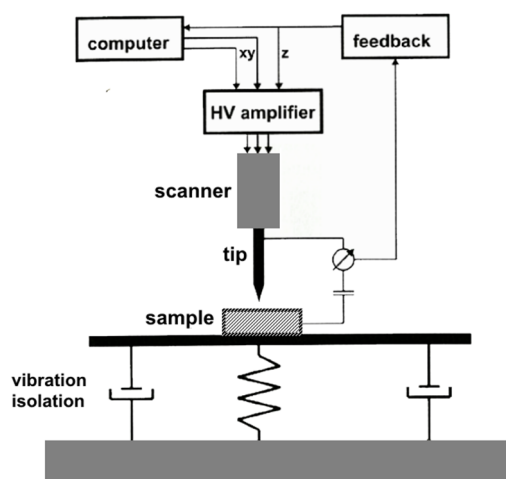 computer
feedback
xy
z
HV amplifier
scanner
tip
sample
vibration
isolation